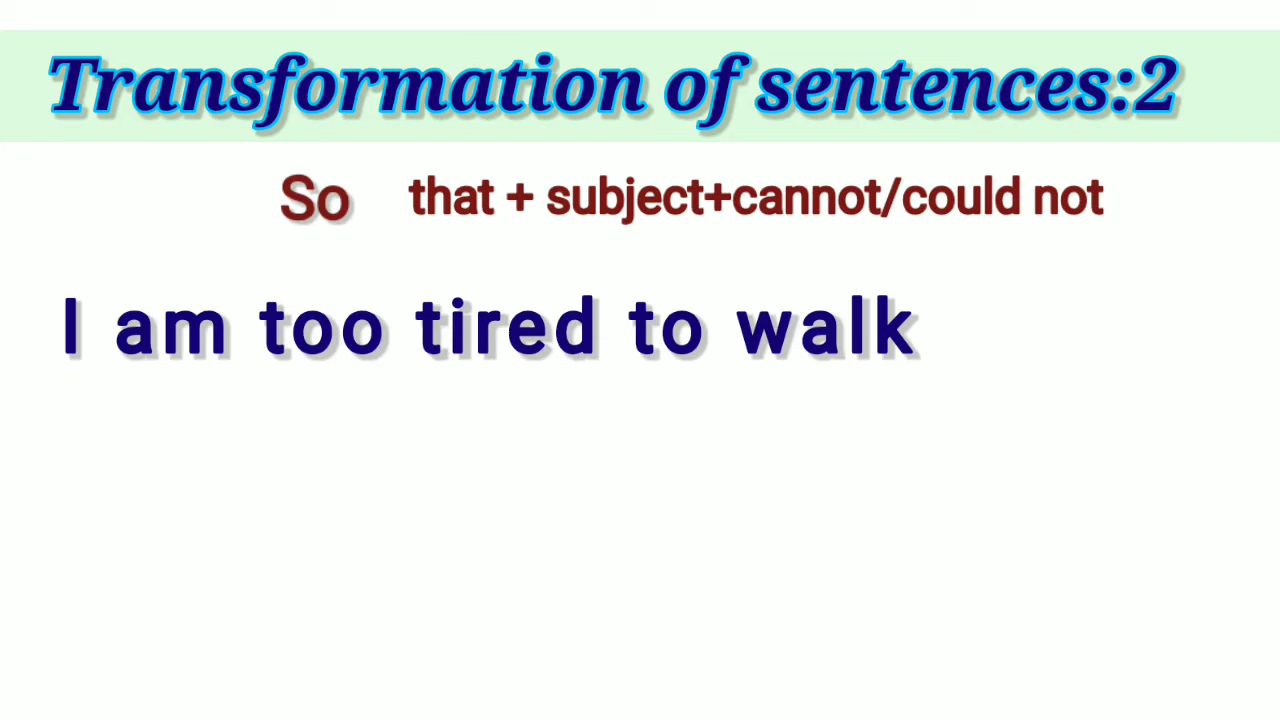 Transformation of sentences:2
So that + subject+cannot/could not
I am too tired to walk